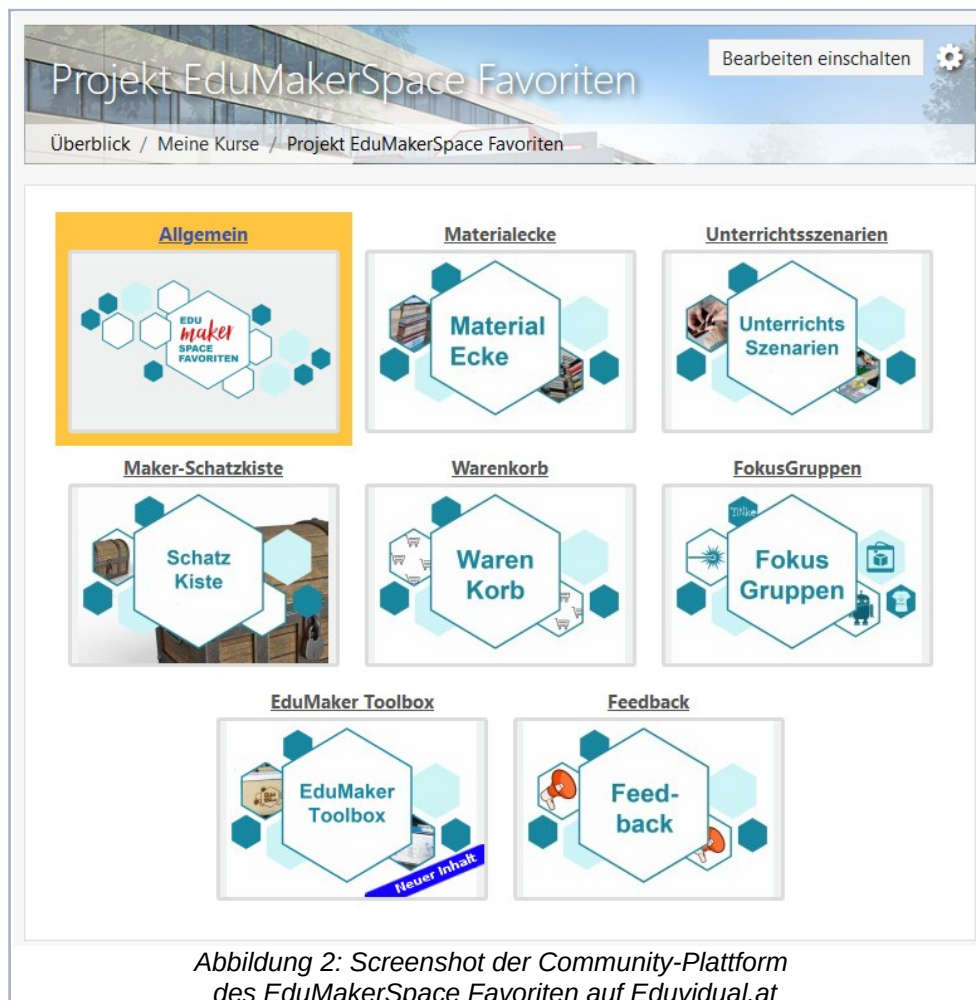 Projekt EduMakerSpace Favoriten
Bearbeiten einschalten
Überblick / Meine Kurse / Projekt EduMakerSpace Favoriten
Allgemein
EDU
maker
SPACE
FAVORITEN
Materialecke
Material
Ecke
Unterrichtsszenarien
Unterrichts
Szenarien
Maker-Schatzkiste
Schatz
Kiste
Warenkorb
Waren
Korb
FokusGruppen
TINke
Fokus
Gruppen
EduMaker Toolbox
EduMaker
Toolbox
Neuer Inhalt
Feedback
Feed-
back
Abbildung 2: Screenshot der Community-Plattform
des EduMakerSpace Favoriten auf Eduvidual.at